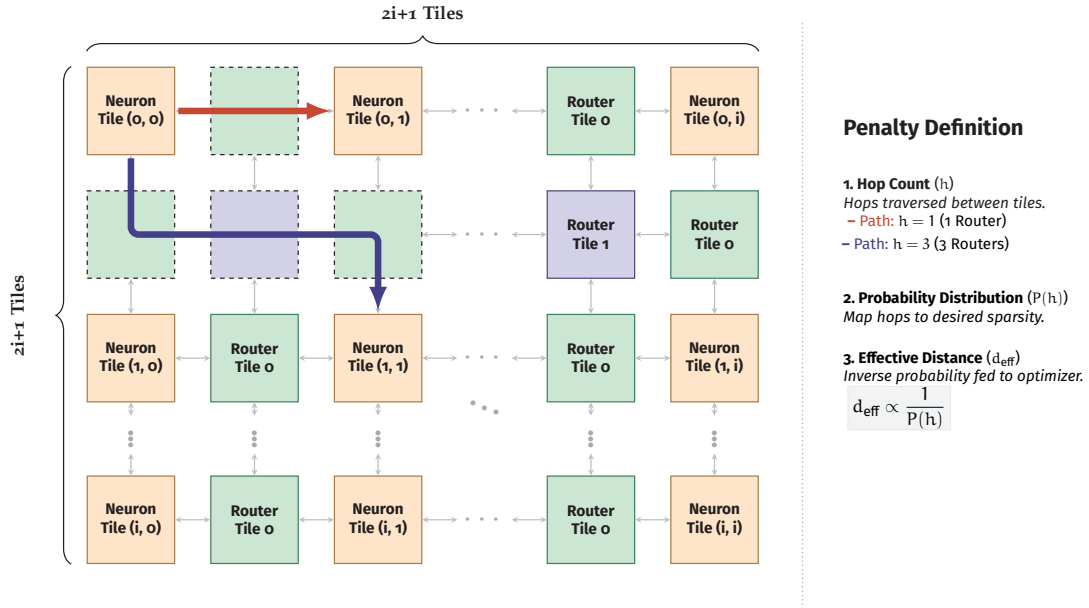 2i+1 Tiles
2i+1 Tiles
Neuron
Tile (0, 0)
Neuron
Tile (0, 1)
· · · ·
Router
Tile 0
Neuron
Tile (0, i)
· · · ·
Router
Tile 1
Router
Tile 0
Neuron
Tile (1, 0)
Router
Tile 0
Neuron
Tile (1, 1)
· · · ·
Neuron
Tile (1, i)
Router
Tile 0
Neuron
Tile (i, 0)
Router
Tile 0
Neuron
Tile (i, 1)
· · · ·
Router
Tile 0
Neuron
Tile (i, i)
Penalty Definition
1. Hop Count (h)
Hops traversed between tiles.
– Path: h = 1 (1 Router)
– Path: h = 3 (3 Routers)
2. Probability Distribution (P(h))
Map hops to desired sparsity.
3. Effective Distance (d_eff)
Inverse probability fed to optimizer.
d_eff ∝ 1 / P(h)